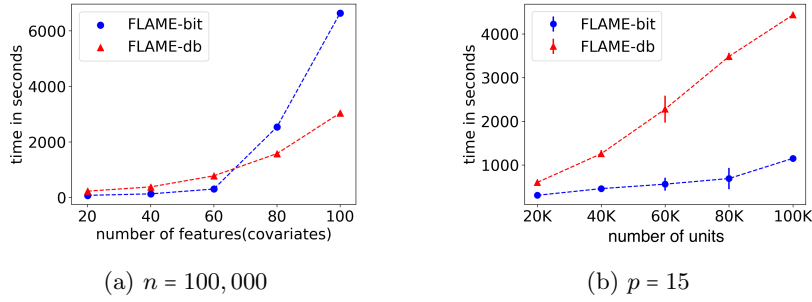 FLAME-bit
FLAME-db
time in seconds
6000
4000
2000
0
20 40 60 80 100
number of features(covariates)
(a) n = 100, 000
FLAME-bit
FLAME-db
time in seconds
4000
3000
2000
1000
20K 40K 60K 80K 100K
number of units
(b) p = 15